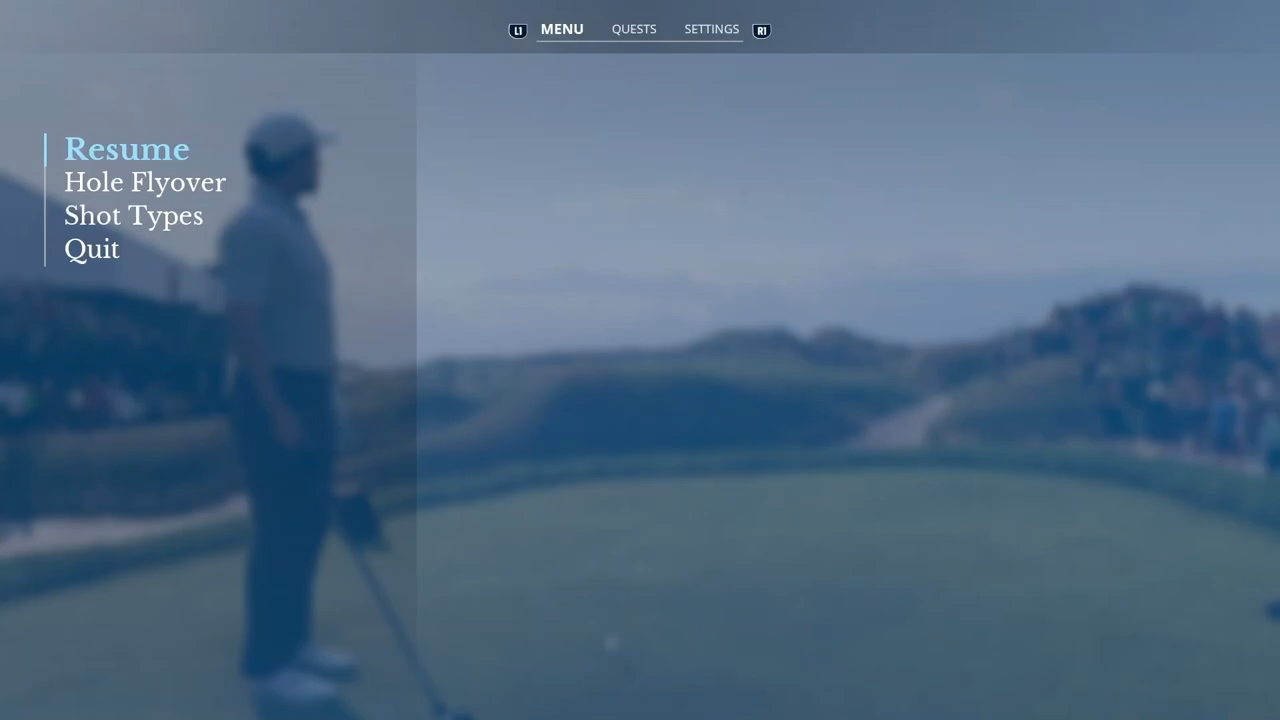 L1 MENU QUESTS SETTINGS R1
Resume
Hole Flyover
Shot Types
Quit